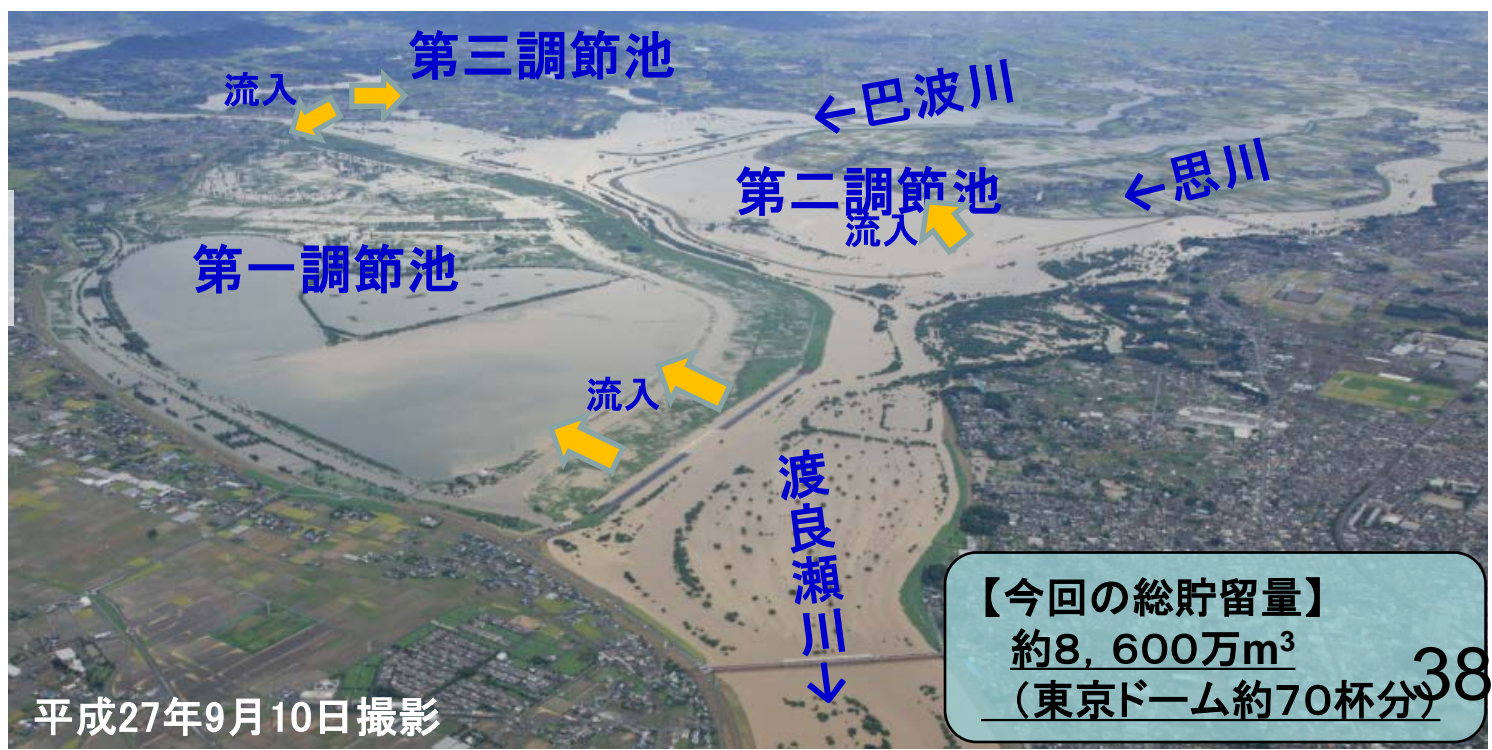 第三調節池
流入
←巴波川
第二調節池
流入
←思川
第一調節池
流入
渡良瀬川↓
【今回の総貯留量】
約8，600万m³
（東京ドーム約70杯分）
38
平成27年9月10日撮影